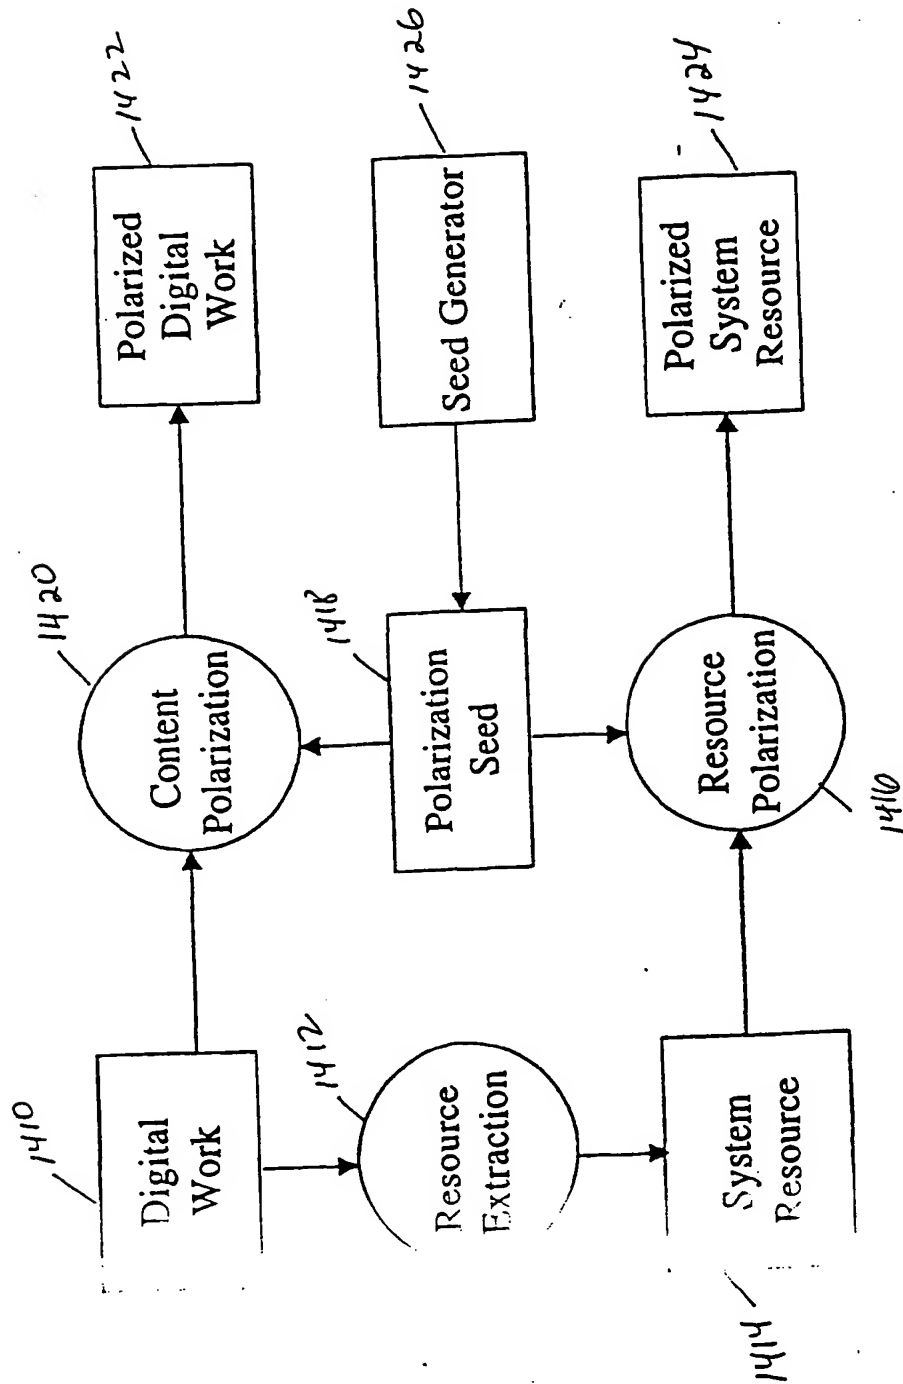 1410
Digital
Work
1420
Content
Polarization
1422
Polarized
Digital
Work
1412
Resource
Extraction
1418
Polarization
Seed
1426
Seed Generator
1414
System
Resource
1416
Resource
Polarization
1424
Polarized
System
Resource